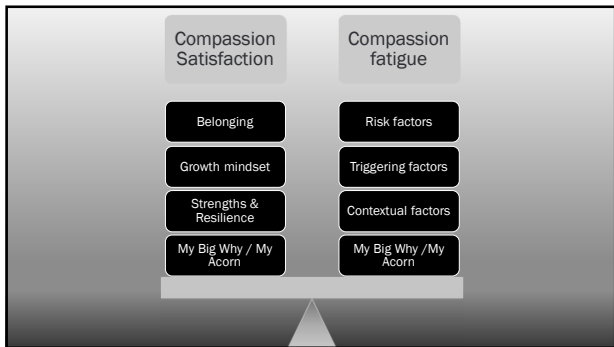 Compassion
Satisfaction
Compassion
fatigue
Belonging
Risk factors
Growth mindset
Triggering factors
Strengths &
Resilience
Contextual factors
My Big Why / My
Acorn
My Big Why /My
Acorn